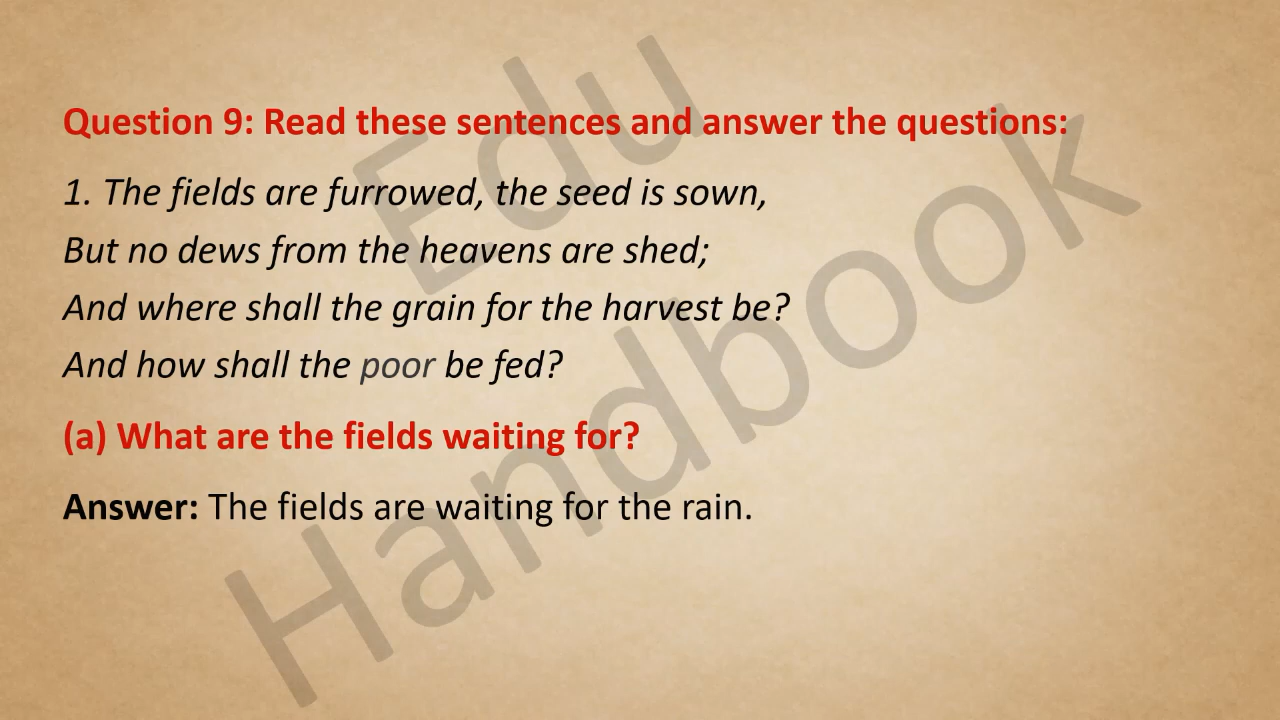 Question 9: Read these sentences and answer the questions:
1. The fields are furrowed, the seed is sown,
But no dews from the heavens are shed;
And where shall the grain for the harvest be?
And how shall the poor be fed?
(a) What are the fields waiting for?
Answer: The fields are waiting for the rain.
Edu
Handbook